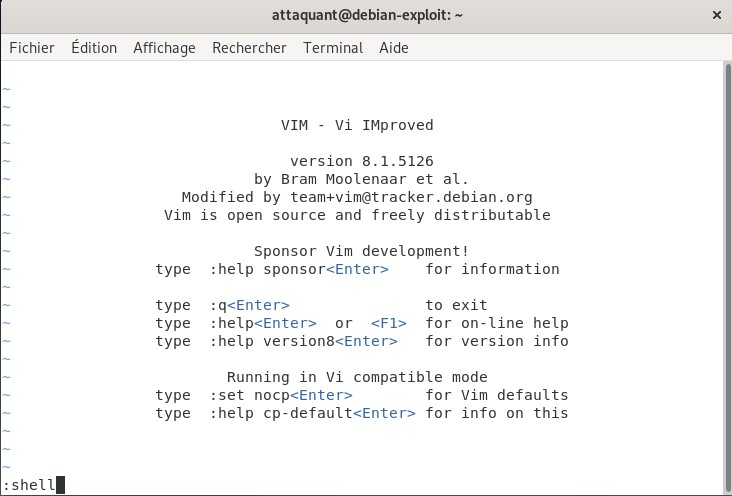 attaquant@debian-exploit: ~
×
Fichier Édition Affichage Rechercher Terminal Aide
~
~
~ VIM - Vi IMproved
~
~ version 8.1.5126
~ by Bram Moolenaar et al.
~ Modified by team+vim@tracker.debian.org
~ Vim is open source and freely distributable
~
~ Sponsor Vim development!
~ type :help sponsor<Enter> for information
~
~ type :q<Enter> to exit
~ type :help<Enter> or <F1> for on-line help
~ type :help version8<Enter> for version info
~
~ Running in Vi compatible mode
~ type :set nocp<Enter> for Vim defaults
~ type :help cp-default<Enter> for info on this
~
~
~
:shell